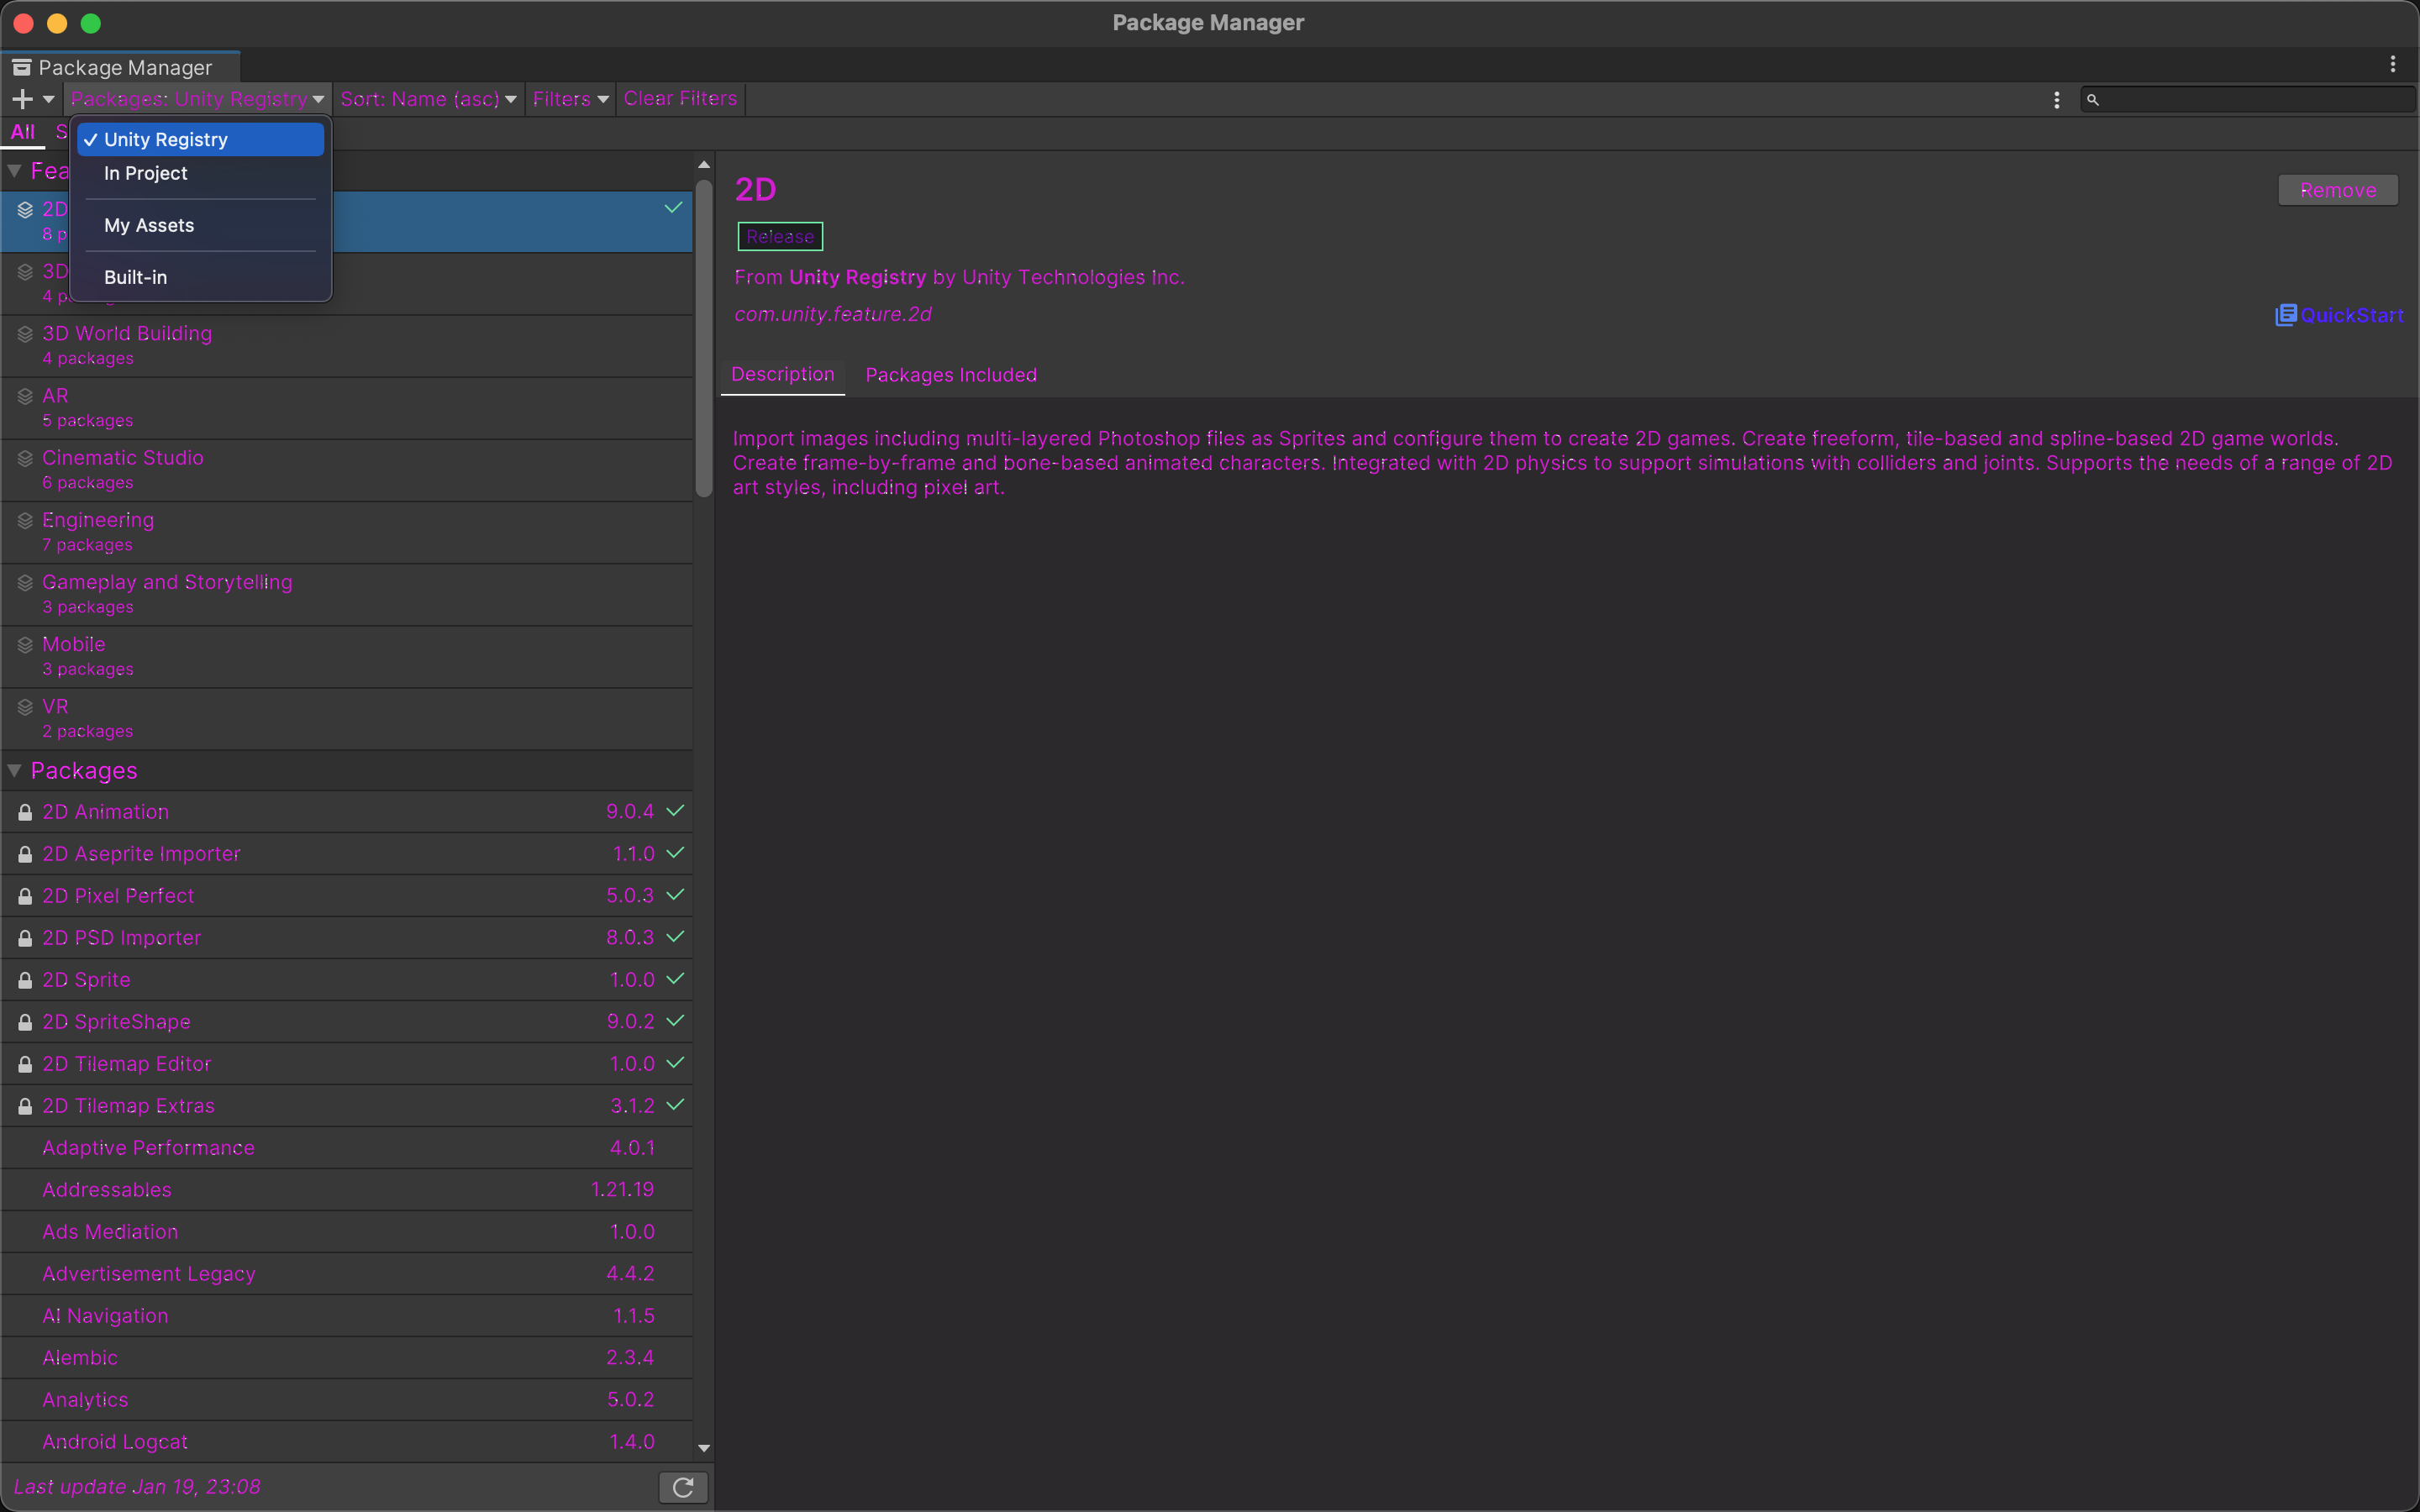 Package Manager
Package Manager
Packages: Unity Registry Sort: Name (asc) Filters Clear Filters
All
Unity Registry
In Project
My Assets
Built-in
2D
3D
3D World Building
4 packages
AR
5 packages
Cinematic Studio
6 packages
Engineering
7 packages
Gameplay and Storytelling
3 packages
Mobile
3 packages
VR
2 packages
Packages
2D Animation 9.0.4
2D Aseprite Importer 1.1.0
2D Pixel Perfect 5.0.3
2D PSD Importer 8.0.3
2D Sprite 1.0.0
2D SpriteShape 9.0.2
2D Tilemap Editor 1.0.0
2D Tilemap Extras 3.1.2
Adaptive Performance 4.0.1
Addressables 1.21.19
Ads Mediation 1.0.0
Advertisement Legacy 4.4.2
AI Navigation 1.1.5
Alembic 2.3.4
Analytics 5.0.2
Android Logcat 1.4.0
Last update Jan 19, 23:08
2D
Remove
Release
From Unity Registry by Unity Technologies Inc.
com.unity.feature.2d
QuickStart
Description Packages Included
Import images including multi-layered Photoshop files as Sprites and configure them to create 2D games. Create freeform, tile-based and spline-based 2D game worlds.
Create frame-by-frame and bone-based animated characters. Integrated with 2D physics to support simulations with colliders and joints. Supports the needs of a range of 2D
art styles, including pixel art.